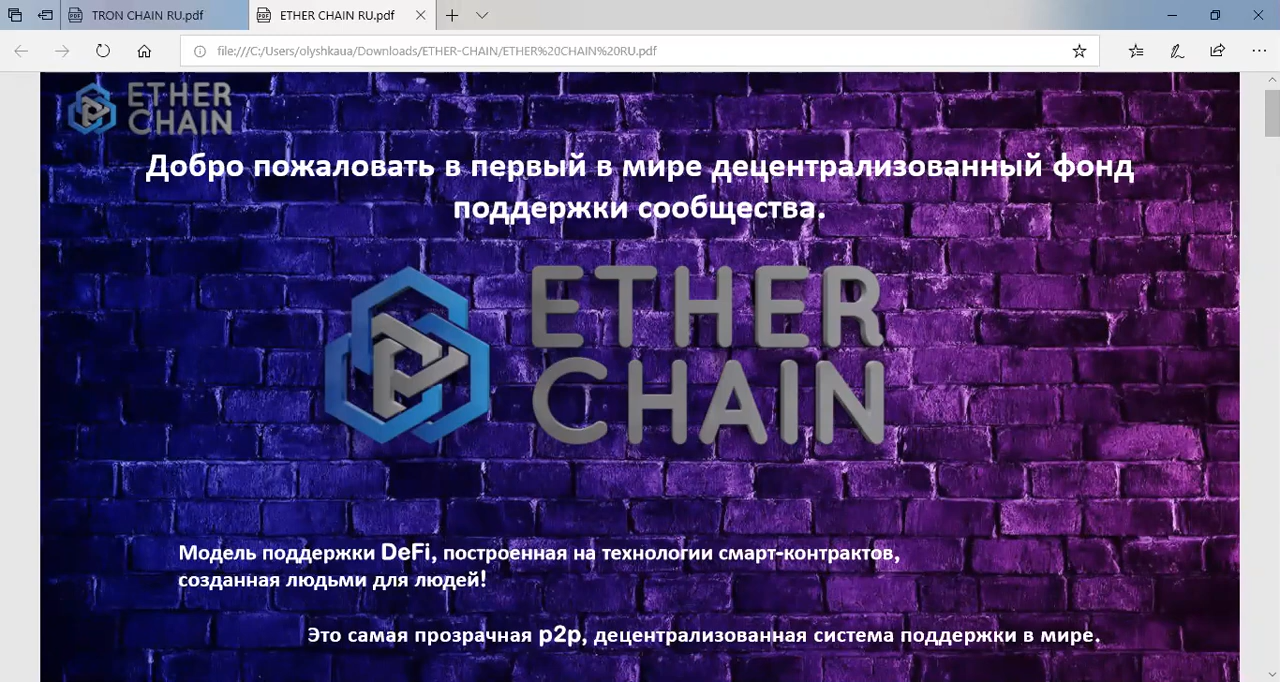 TRON CHAIN RU.pdf
ETHER CHAIN RU.pdf
file:///C:/Users/olyshkaua/Downloads/ETHER-CHAIN/ETHER%20CHAIN%20RU.pdf
ETHER
CHAIN
Добро пожаловать в первый в мире децентрализованный фонд
поддержки сообщества.
ETHER
CHAIN
Модель поддержки DeFi, построенная на технологии смарт-контрактов,
созданная людьми для людей!
Это самая прозрачная p2p, децентрализованная система поддержки в мире.